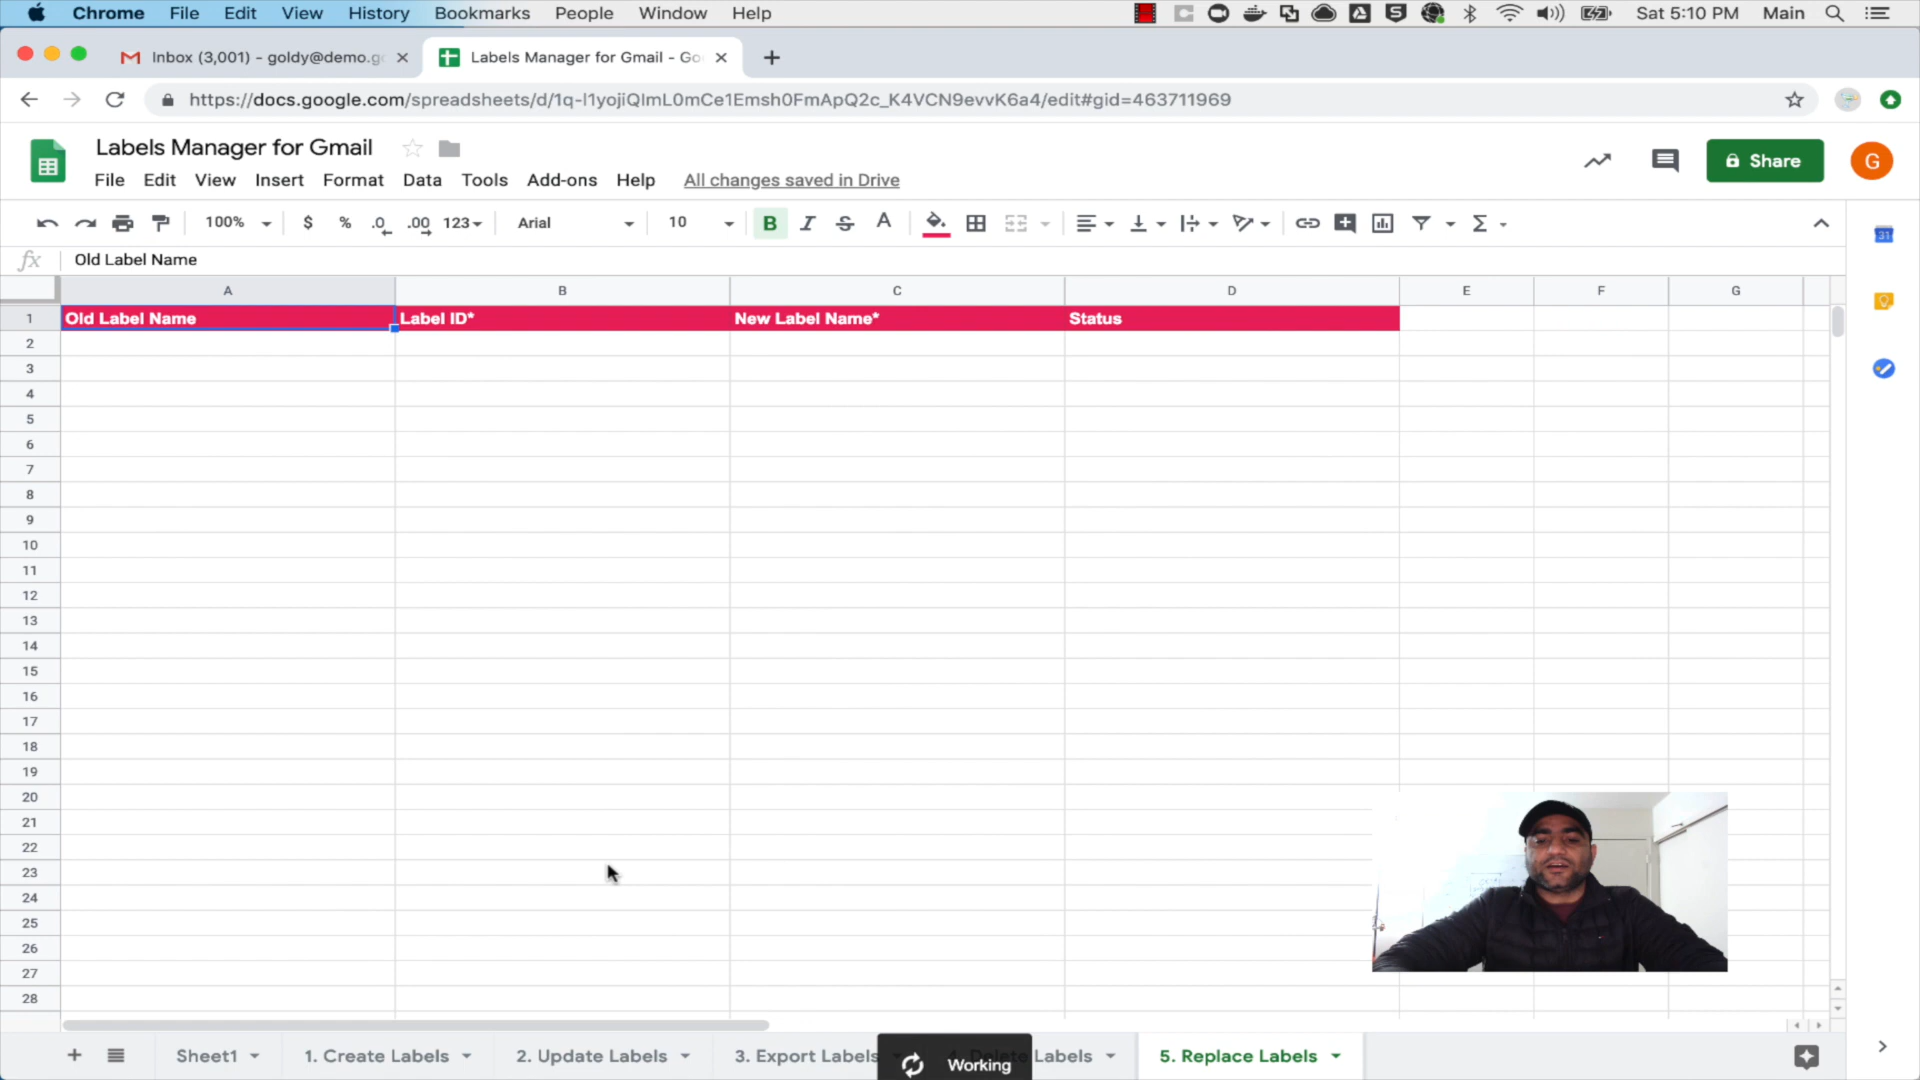 Chrome File Edit View History Bookmarks People Window Help Sat 5:10 PM Main
Inbox (3,001) - goldy@demo.g Labels Manager for Gmail - Go
https://docs.google.com/spreadsheets/d/1q-I1yojiQImL0mCe1Emsh0FmApQ2c_K4VCN9evvK6a4/edit#gid=463711969
Labels Manager for Gmail
Share
G
File Edit View Insert Format Data Tools Add-ons Help All changes saved in Drive
100% $ % .0 .00 123 Arial 10 B I S A
31
fx Old Label Name
A B C D E F G
1 Old Label Name Label ID* New Label Name* Status
2
3
4
5
6
7
8
9
10
11
12
13
14
15
16
17
18
19
20
21
22
23
24
25
26
27
28
Sheet1 1. Create Labels 2. Update Labels 3. Export Labels Working Labels 5. Replace Labels